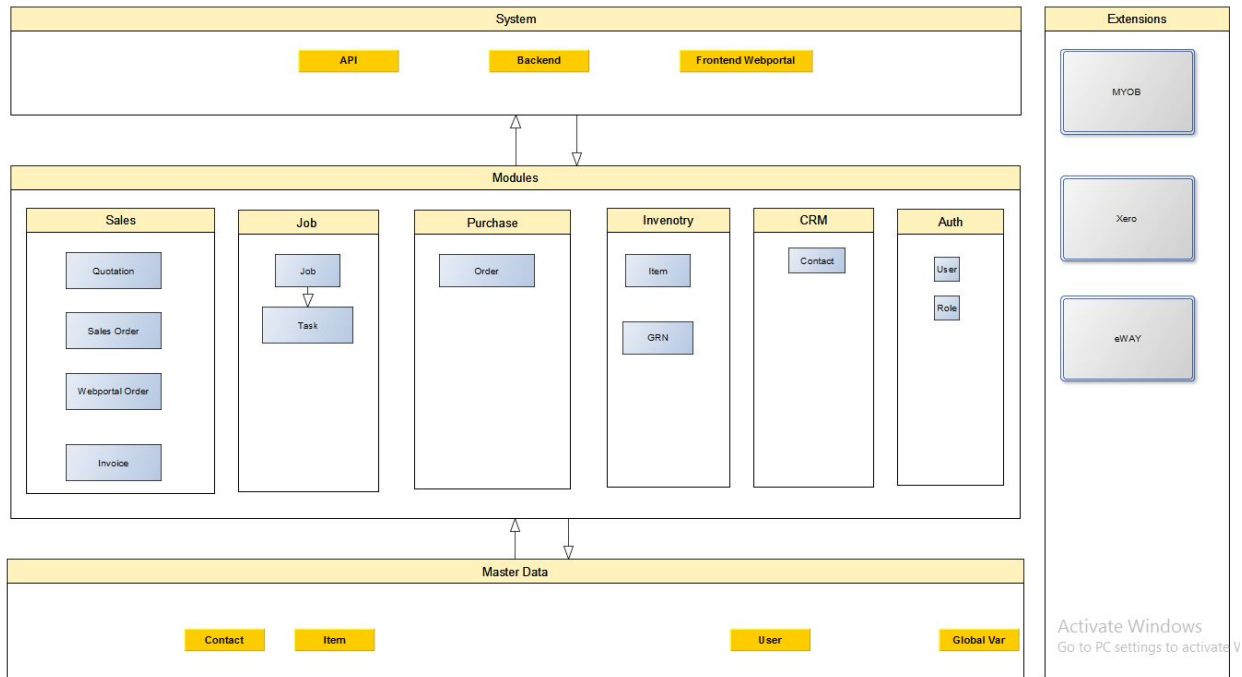 System
Extensions
API
Backend
Frontend Webportal
MYOB
Modules
Sales
Job
Purchase
Invenotry
CRM
Auth
Quotation
Job
Order
Item
Contact
User
Xero
Role
Sales Order
Task
GRN
eWAY
Webportal Order
Invoice
Master Data
Contact
Item
User
Global Var
Activate Windows
Go to PC settings to activate W